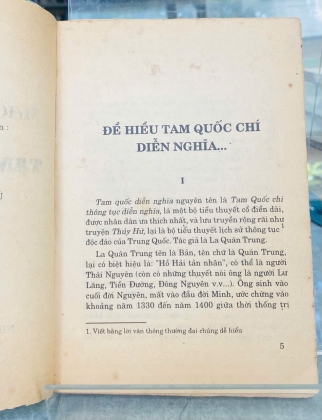 ĐỂ HIỂU TAM QUỐC CHÍ
DIỄN NGHĨA...
I
Tam quốc diễn nghĩa nguyên tên là Tam Quốc chí
thông tục diễn nghĩa, là một bộ tiểu thuyết cổ điển dài,
được nhân dân ưa thích nhất, và lưu truyền rộng rãi như
truyện Thủy Hử, lại là bộ tiểu thuyết lịch sử thông tục1
độc đáo của Trung Quốc. Tác giả là La Quán Trung.
La Quán Trung tên là Bản, tên chữ là Quán Trung,
lại có biệt hiệu là: "Hồ Hải tản nhân", có thể là người
Thái Nguyên (còn có những thuyết nói ông là người Lư
Lăng, Tiền Đường, Đông Nguyên v.v...) Ông sinh vào
cuối đời Nguyên, mất đầu đời Minh, ước chừng vào
khoảng năm 1330 đến năm 1400 giữa thời thống trị
1. Viết bằng lời văn thông thường đại chúng dễ hiểu
5